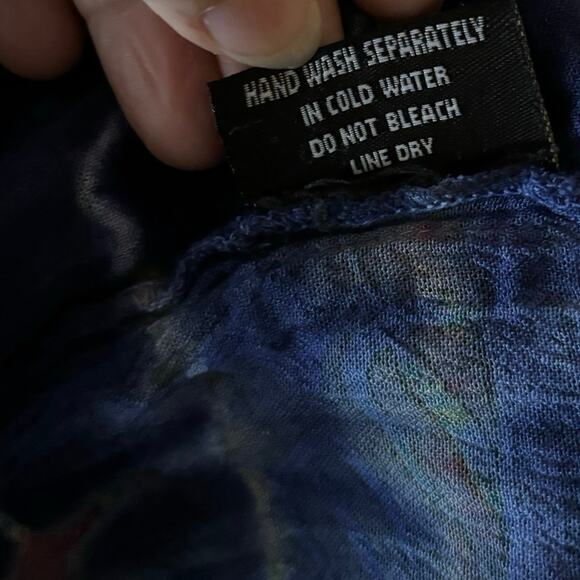 HAND WASH SEPARATELY
IN COLD WATER
DO NOT BLEACH
LINE DRY